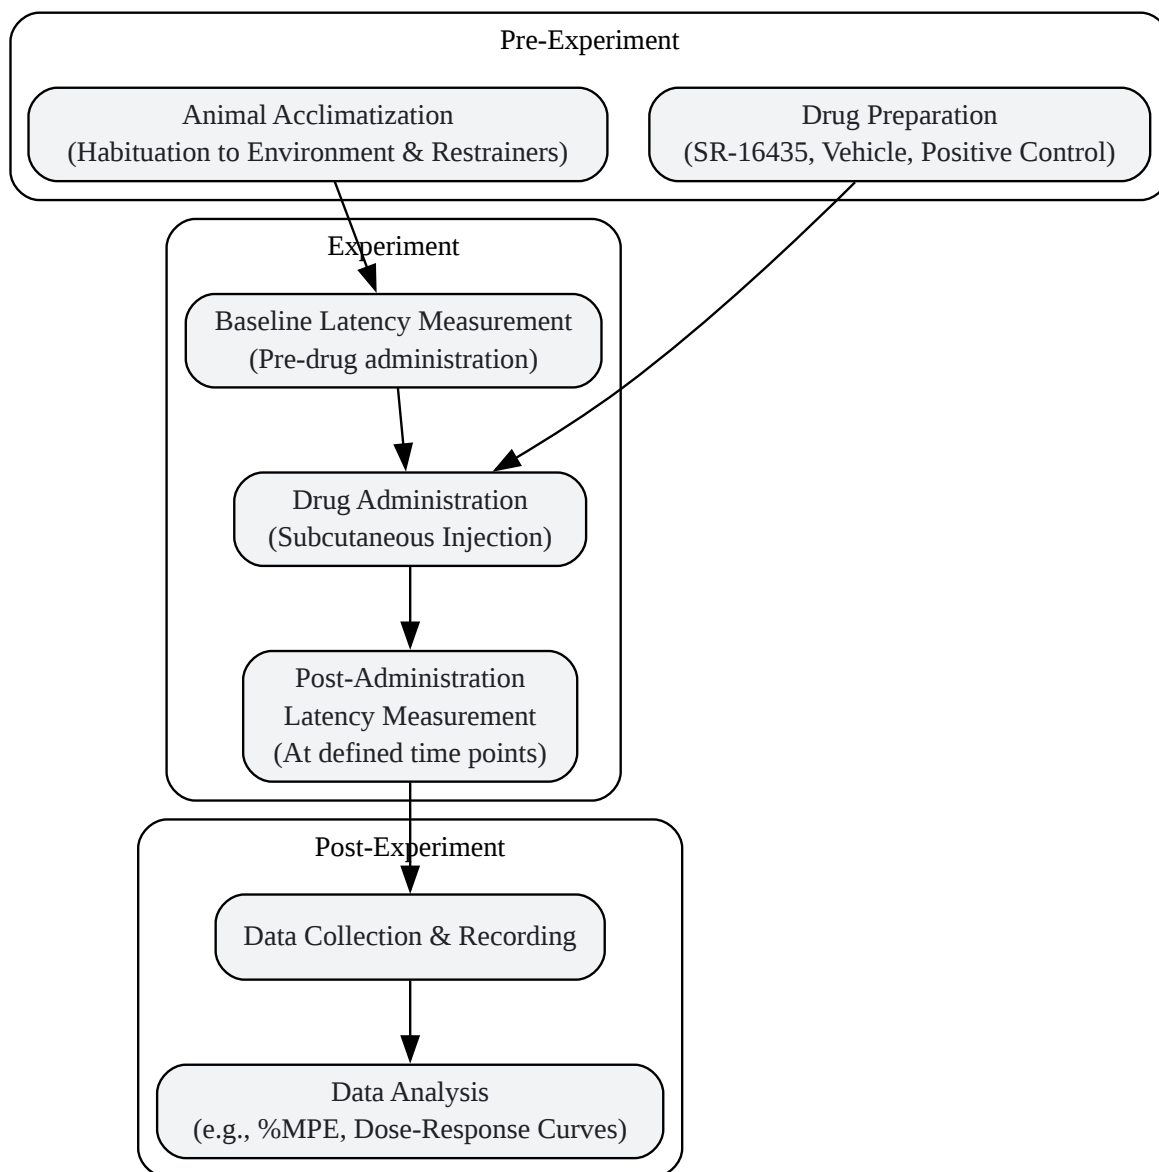 Pre-Experiment
Animal Acclimatization
(Habituation to Environment & Restrainers)
Drug Preparation
(SR-16435, Vehicle, Positive Control)
Experiment
Baseline Latency Measurement
(Pre-drug administration)
Drug Administration
(Subcutaneous Injection)
Post-Administration
Latency Measurement
(At defined time points)
Post-Experiment
Data Collection & Recording
Data Analysis
(e.g., %MPE, Dose-Response Curves)